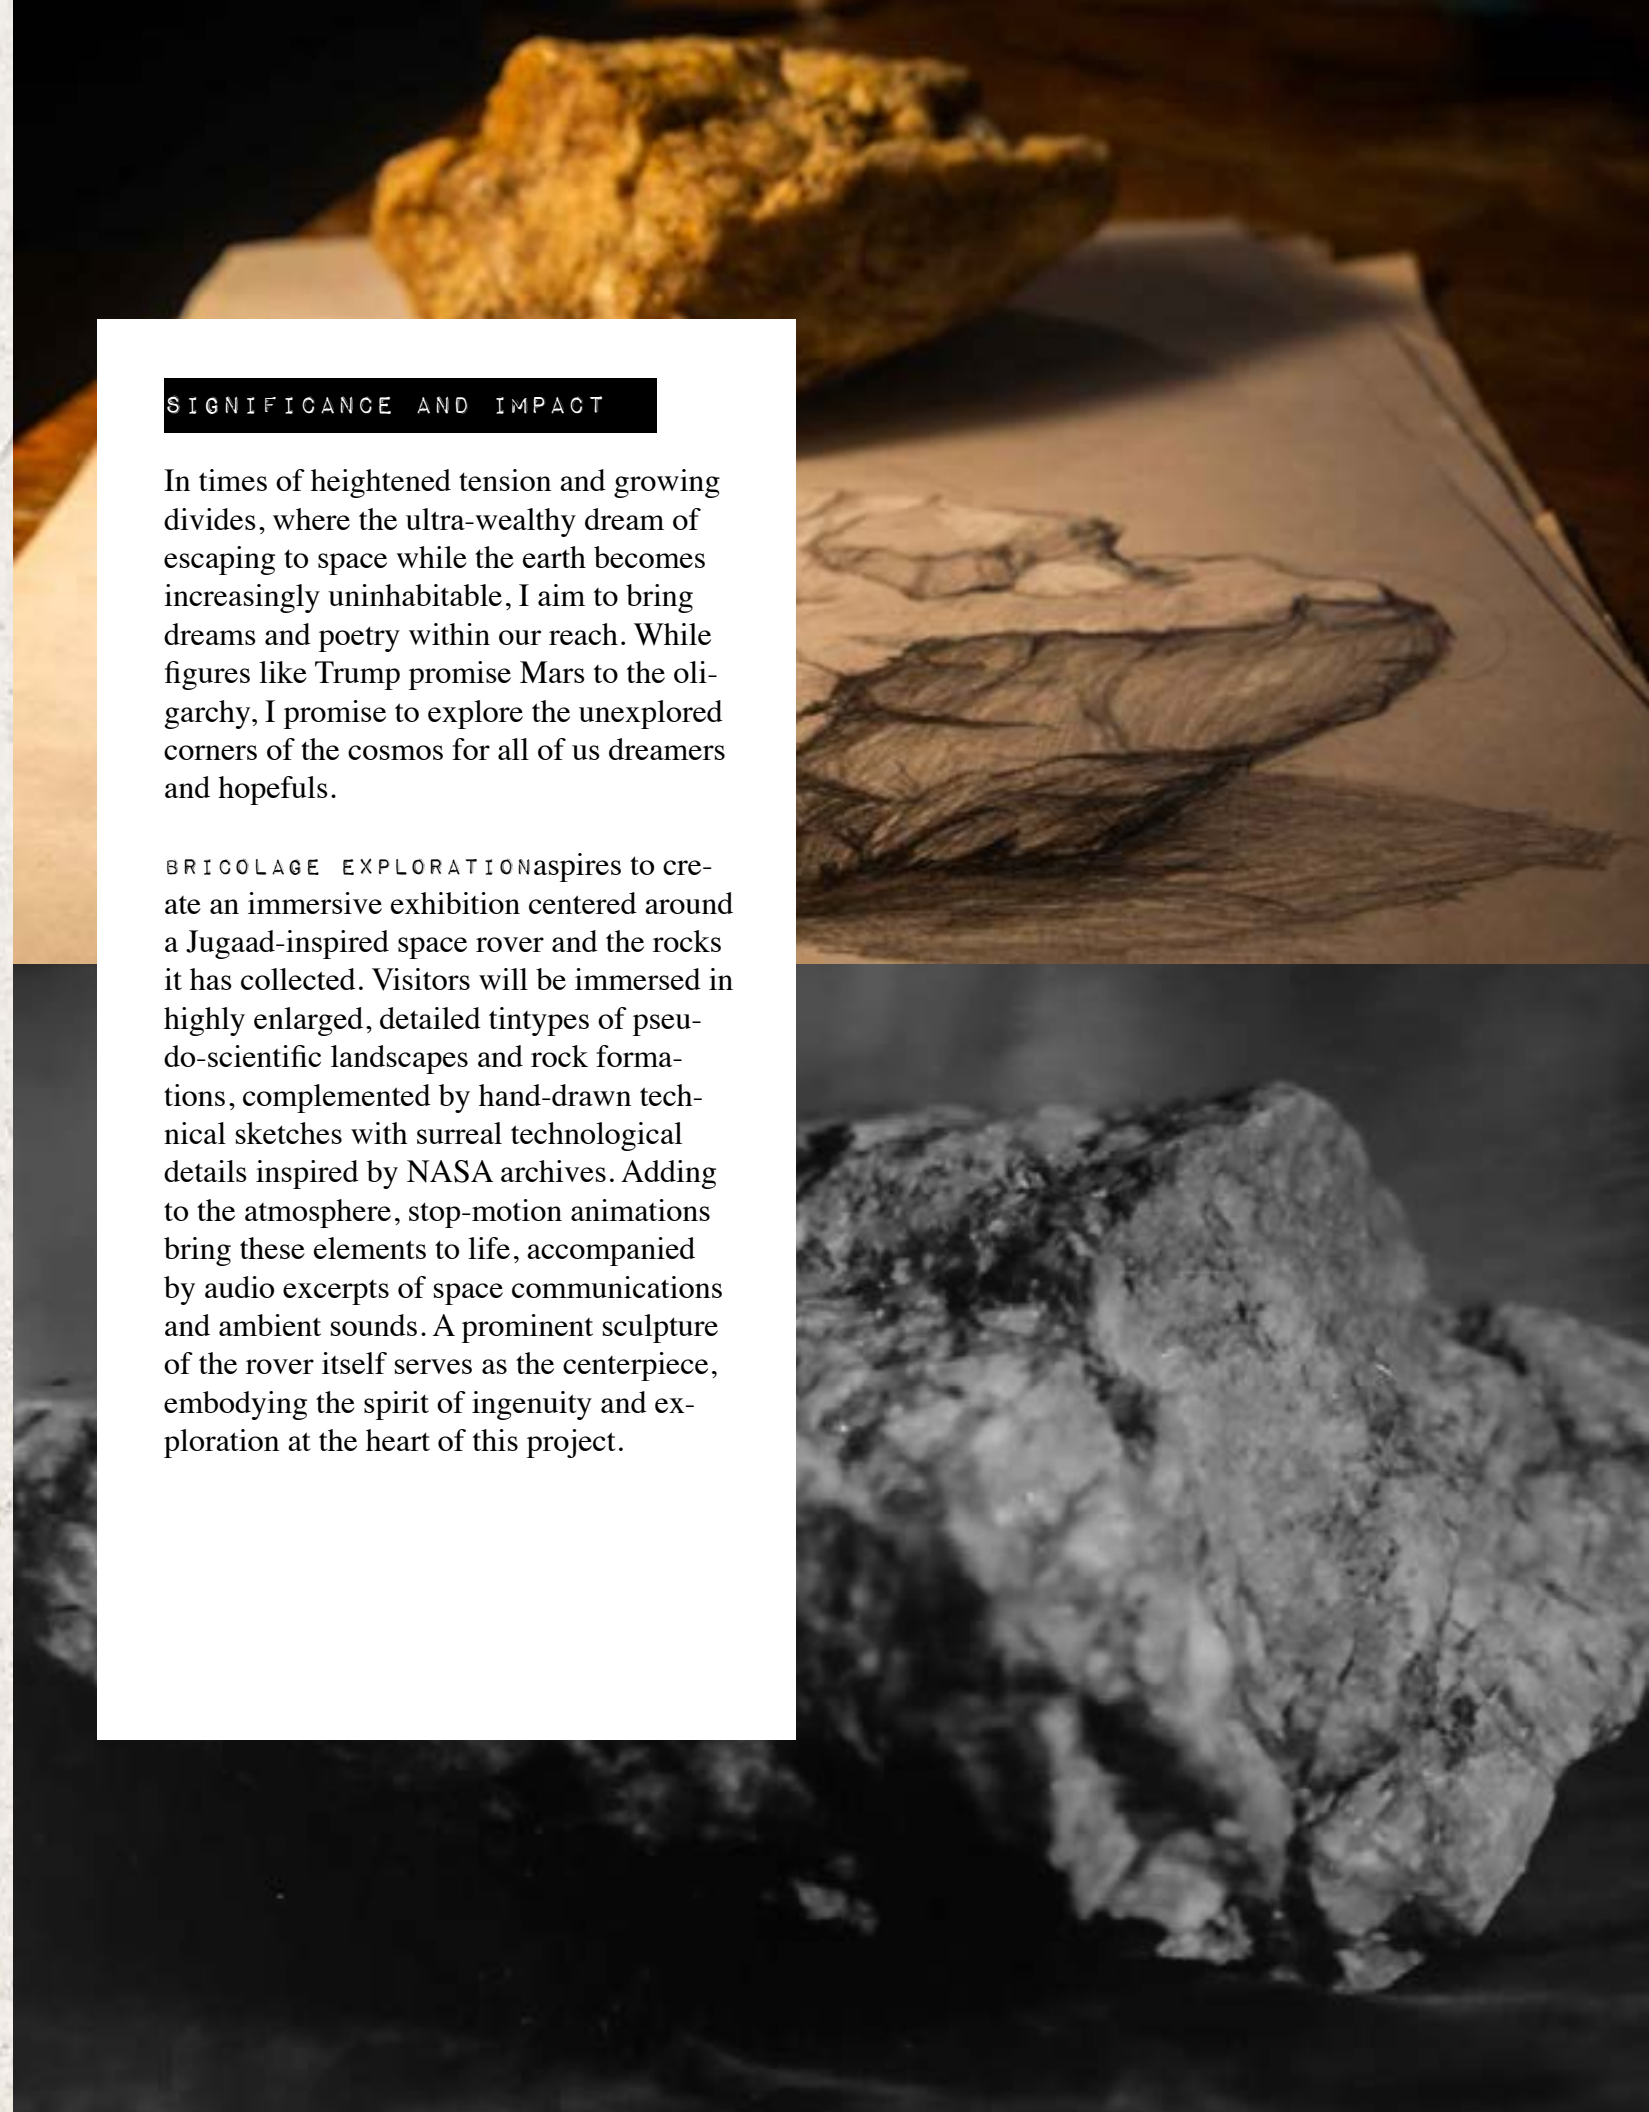 SIGNIFICANCE AND IMPACT
In times of heightened tension and growing
divides, where the ultra-wealthy dream of
escaping to space while the earth becomes
increasingly uninhabitable, I aim to bring
dreams and poetry within our reach. While
figures like Trump promise Mars to the oli-
garchy, I promise to explore the unexplored
corners of the cosmos for all of us dreamers
and hopefuls.
BRICOLAGE EXPLORATIONaspires to cre-
ate an immersive exhibition centered around
a Jugaad-inspired space rover and the rocks
it has collected. Visitors will be immersed in
highly enlarged, detailed tintypes of pseu-
do-scientific landscapes and rock forma-
tions, complemented by hand-drawn tech-
nical sketches with surreal technological
details inspired by NASA archives. Adding
to the atmosphere, stop-motion animations
bring these elements to life, accompanied
by audio excerpts of space communications
and ambient sounds. A prominent sculpture
of the rover itself serves as the centerpiece,
embodying the spirit of ingenuity and ex-
ploration at the heart of this project.